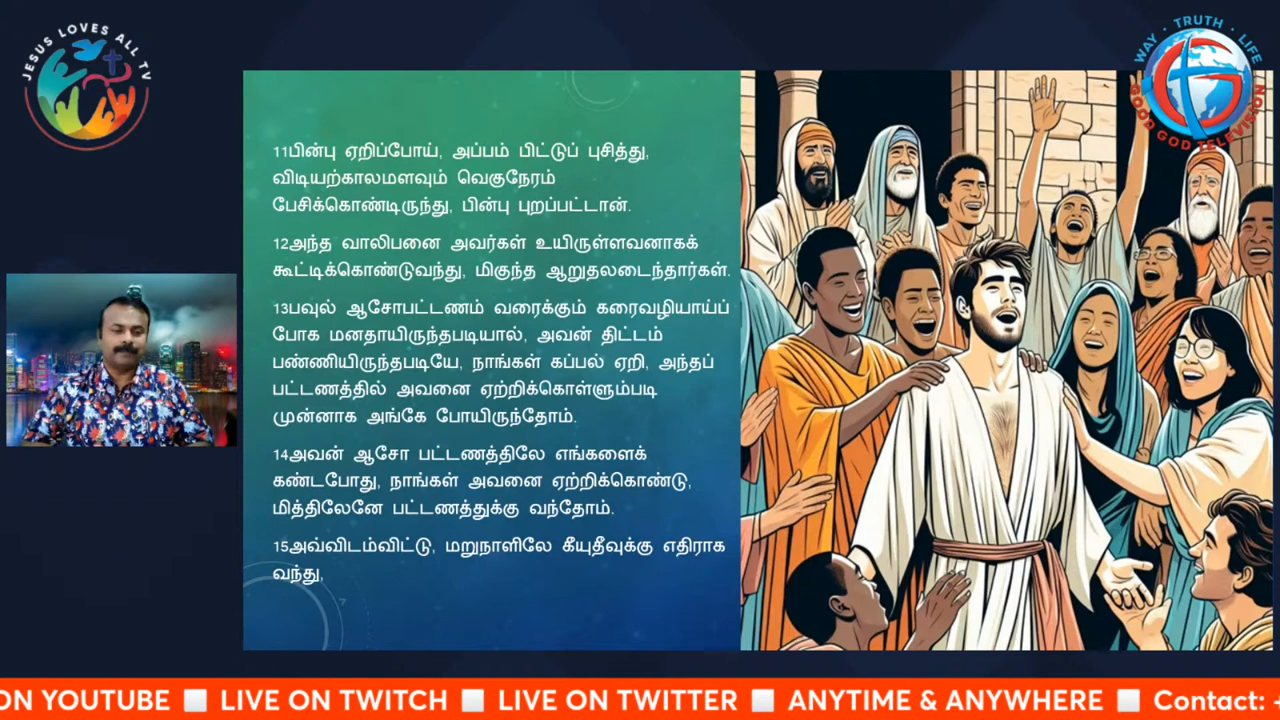 JESUS LOVES ALL TV
WAY · TRUTH · LIFE
GOOD GOD TELEVISION
11பின்பு ஏறிப்போய், அப்பம் பிட்டுப் புசித்து,
விடியற்காலமளவும் வெகுநேரம்
பேசிக்கொண்டிருந்து, பின்பு புறப்பட்டான்.
12அந்த வாலிபனை அவர்கள் உயிருள்ளவனாகக்
கூட்டிக்கொண்டுவந்து, மிகுந்த ஆறுதலடைந்தார்கள்.
13பவுல் ஆசோபட்டணம் வரைக்கும் கரைவழியாய்ப்
போக மனதாயிருந்தபடியால், அவன் திட்டம்
பண்ணியிருந்தபடியே, நாங்கள் கப்பல் ஏறி, அந்தப்
பட்டணத்தில் அவனை ஏற்றிக்கொள்ளும்படி
முன்னாக அங்கே போயிருந்தோம்.
14அவன் ஆசோ பட்டணத்திலே எங்களைக்
கண்டபோது, நாங்கள் அவனை ஏற்றிக்கொண்டு,
மித்திலேனே பட்டணத்துக்கு வந்தோம்.
15அவ்விடம்விட்டு, மறுநாளிலே கீயுதீவுக்கு எதிராக
வந்து,
ON YOUTUBE LIVE ON TWITCH LIVE ON TWITTER ANYTIME & ANYWHERE Contact: